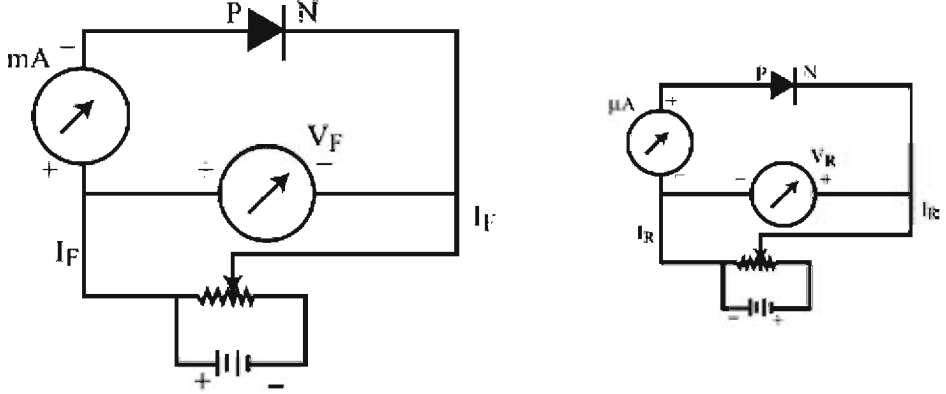 P N
− mA
+
V_F
+ −
I_F
I_F
+ −
P N
μA +
−
V_R
− +
I_R
I_R
− +